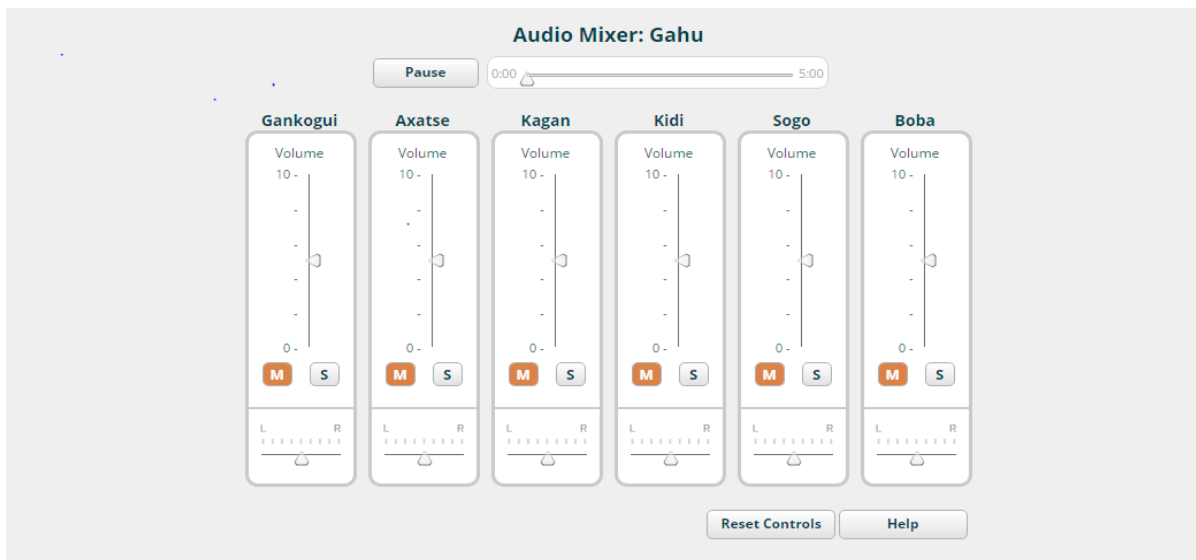 Audio Mixer: Gahu
Pause 0:00 5:00
Gankogui Axatse Kagan Kidi Sogo Boba
Volume Volume Volume Volume Volume Volume
10 - 10 - 10 - 10 - 10 - 10 -
- - - - - -
- - - - - -
- - - - - -
- - - - - -
0 - 0 - 0 - 0 - 0 - 0 -
M S M S M S M S M S M S
L R L R L R L R L R L R
Reset Controls Help